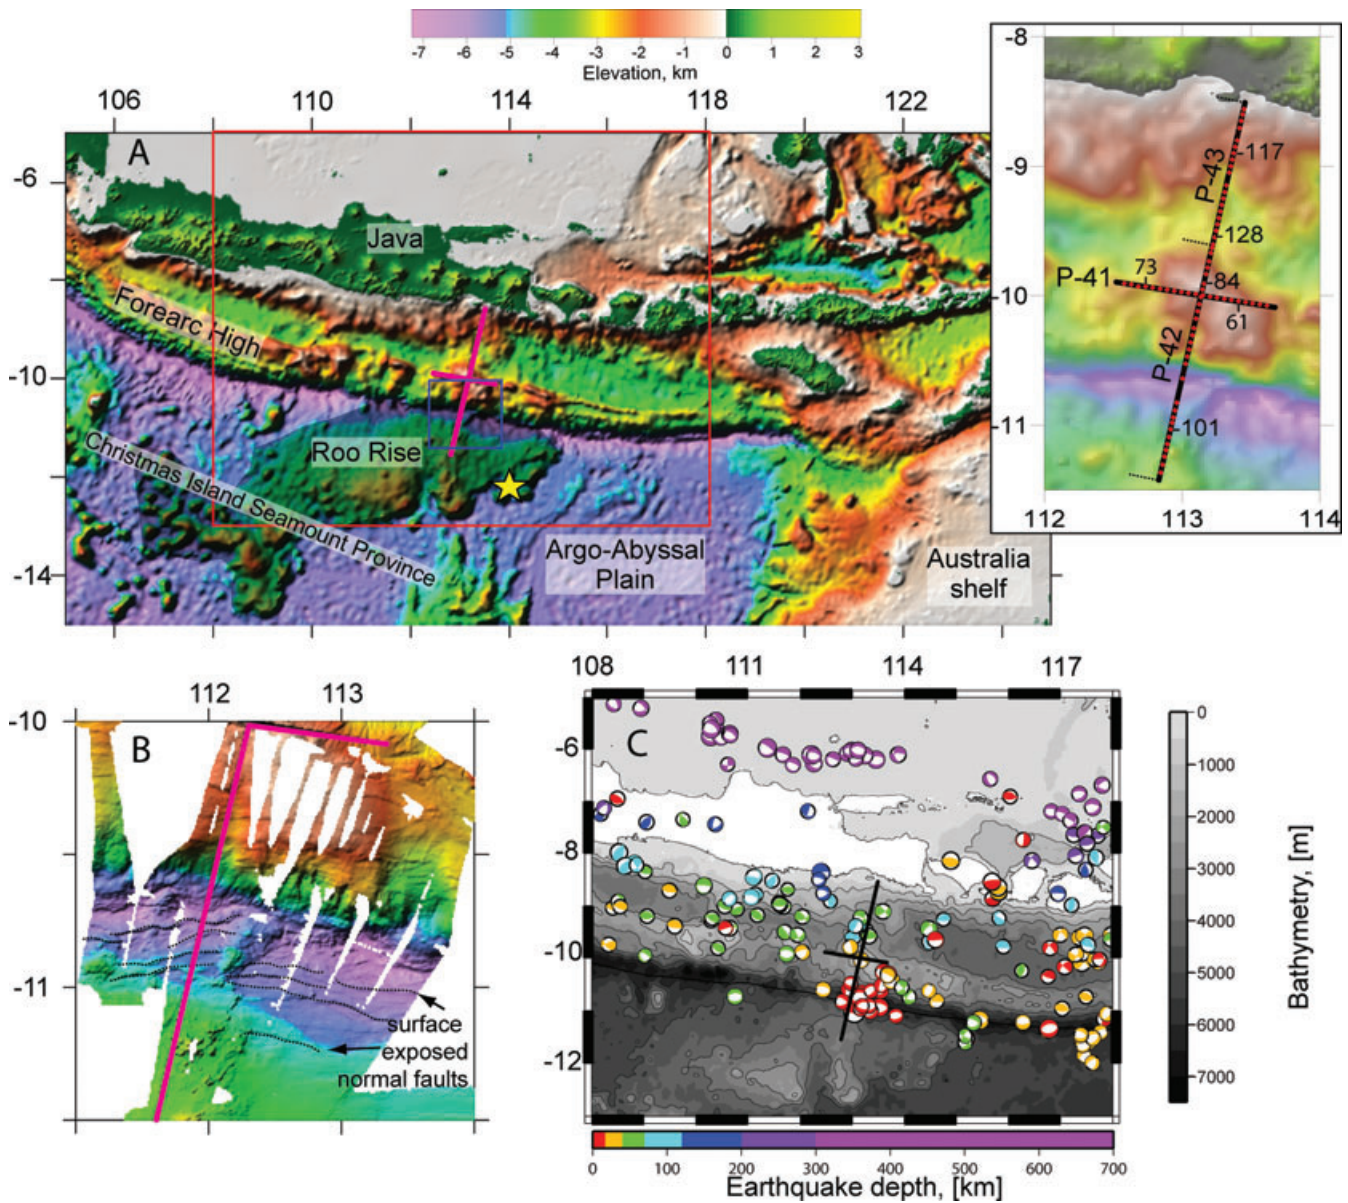 -7 -6 -5 -4 -3 -2 -1 0 1 2 3
Elevation, km
106 110 114 118 122
-6
-10
-14
A
Java
Forearc High
Roo Rise
Christmas Island Seamount Province
Argo-Abyssal
Plain
Australia
shelf
-8
-9
-10
-11
112 113 114
P-43
117
128
P-41
73
84
61
P-42
101
112 113
-10
-11
B
surface
exposed
normal faults
108 111 114 117
-6
-8
-10
-12
C
0
1000
2000
3000
4000
5000
6000
7000
Bathymetry, [m]
0 100 200 300 400 500 600 700
Earthquake depth, [km]